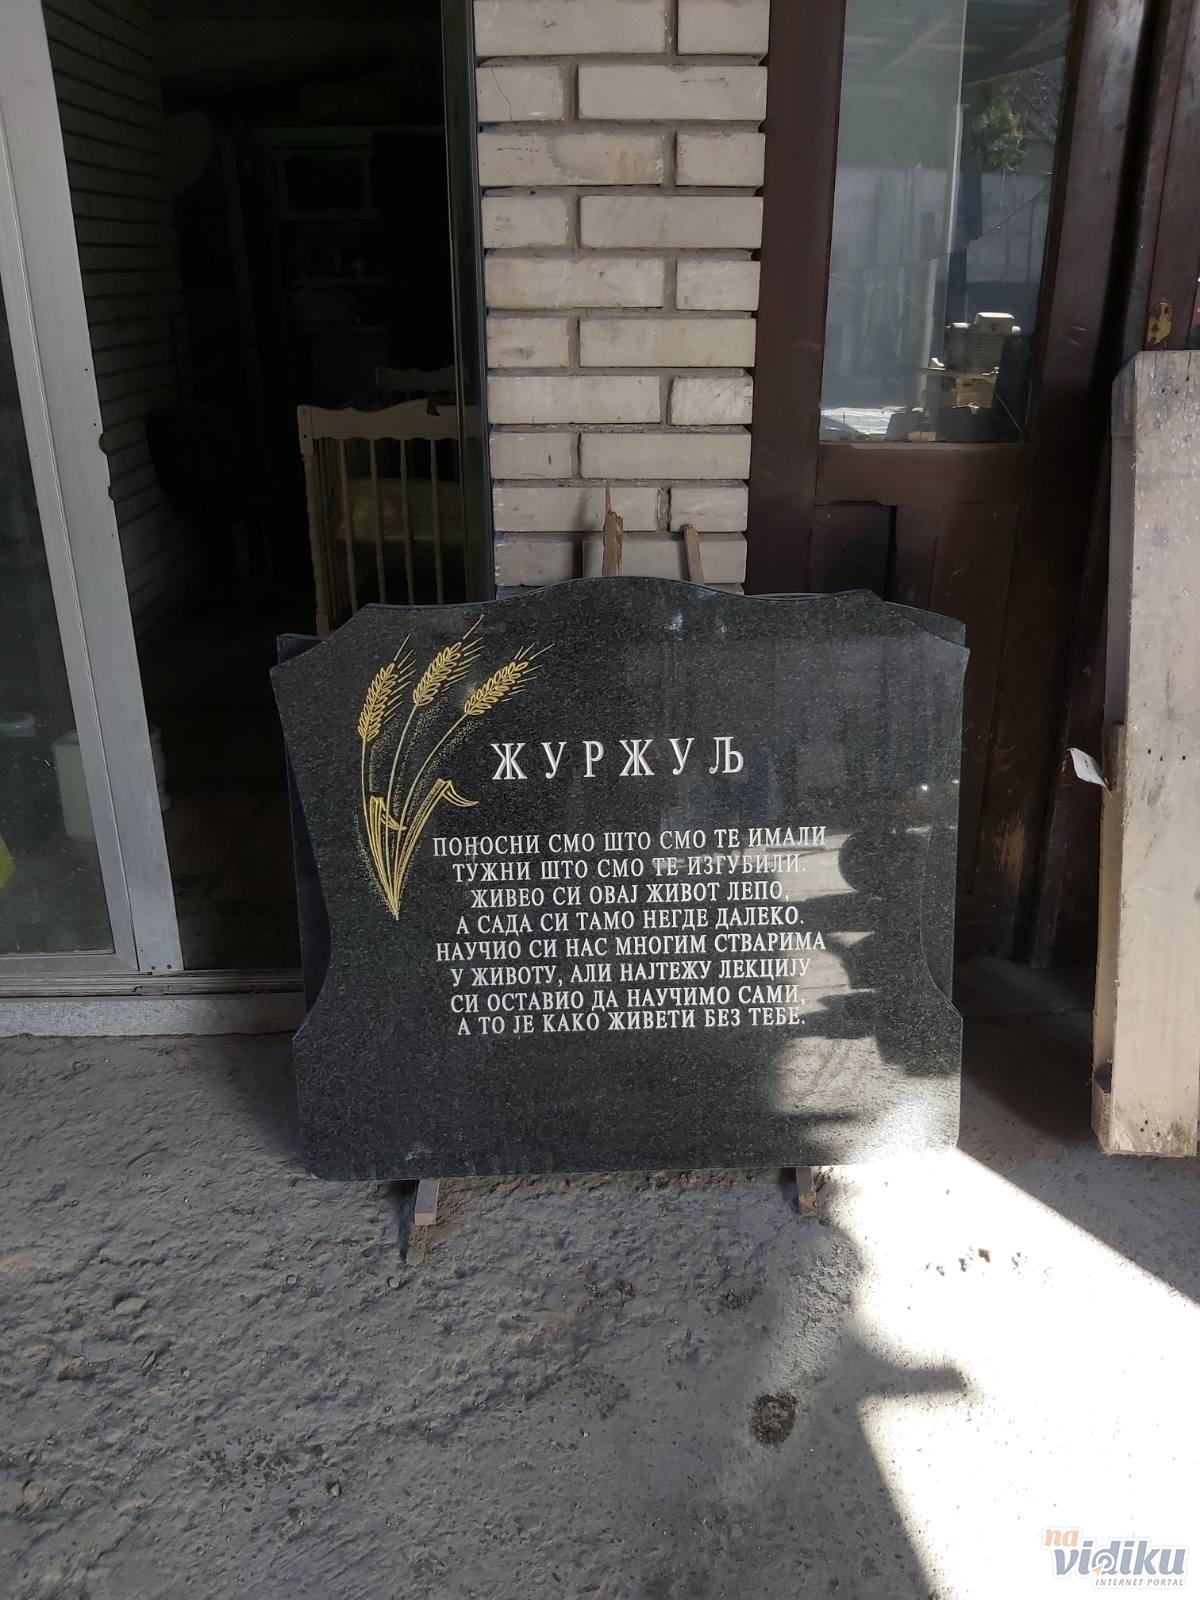 ЖУРЖУЉ
ПОНОСНИ СМО ШТО СМО ТЕ ИМАЛИ
ТУЖНИ ШТО СМО ТЕ ИЗГУБИЛИ.
ЖИВЕО СИ ОВАЈ ЖИВОТ ЛЕПО,
А САДА СИ ТАМО НЕГДЕ ДАЛЕКО.
НАУЧИО СИ НАС МНОГИМ СТВАРИМА
У ЖИВОТУ, АЛИ НАЈТЕЖУ ЛЕКЦИЈУ
СИ ОСТАВИО ДА НАУЧИМО САМИ,
А ТО ЈЕ КАКО ЖИВЕТИ БЕЗ ТЕБЕ.
na
vidiku
INTERNET PORTAL